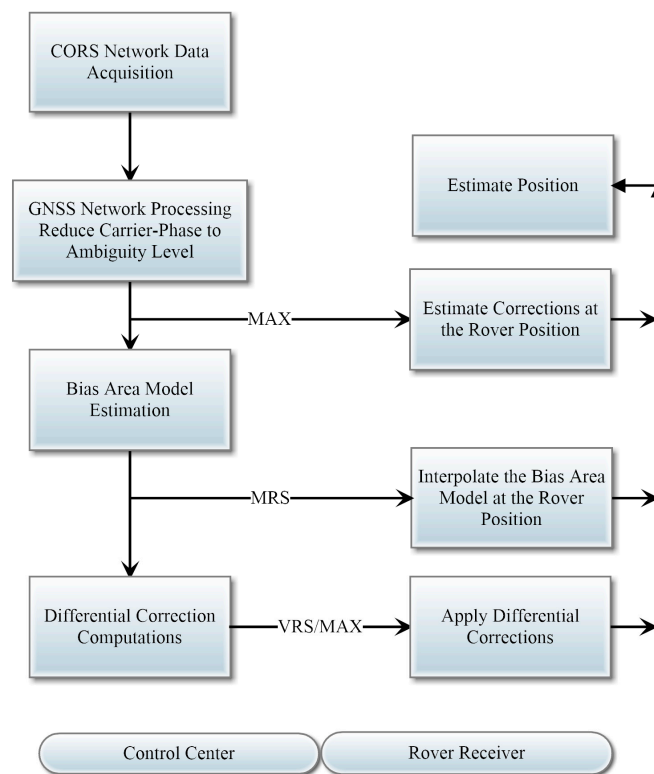 CORS Network Data
Acquisition
GNSS Network Processing
Reduce Carrier-Phase to
Ambiguity Level
Estimate Position
MAX
Estimate Corrections at
the Rover Position
Bias Area Model
Estimation
MRS
Interpolate the Bias Area
Model at the Rover
Position
Differential Correction
Computations
VRS/MAX
Apply Differential
Corrections
Control Center
Rover Receiver